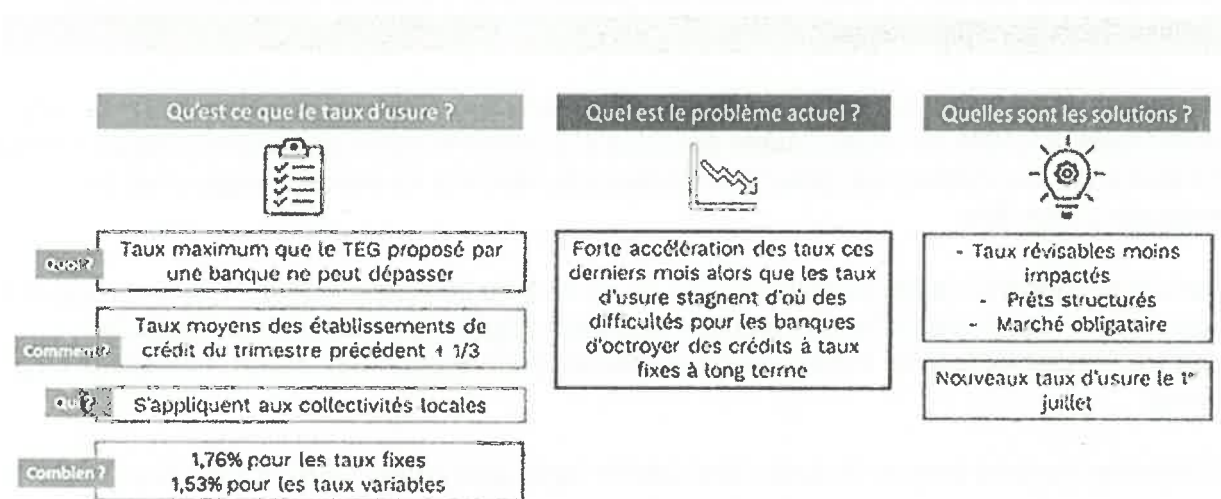 Qu'est ce que le taux d'usure ?
Quoi ?
Taux maximum que le TEG proposé par
une banque ne peut dépasser
Comment ?
Taux moyens des établissements de
crédit du trimestre précédent + 1/3
Qui ?
S'appliquent aux collectivités locales
Combien ?
1,76% pour les taux fixes
1,53% pour les taux variables
Quel est le problème actuel ?
Forte accélération des taux ces
derniers mois alors que les taux
d'usure stagnent d'où des
difficultés pour les banques
d'octroyer des crédits à taux
fixes à long terme
Quelles sont les solutions ?
- Taux révisables moins
impactés
- Prêts structurés
- Marché obligataire
Nouveaux taux d'usure le 1er
juillet